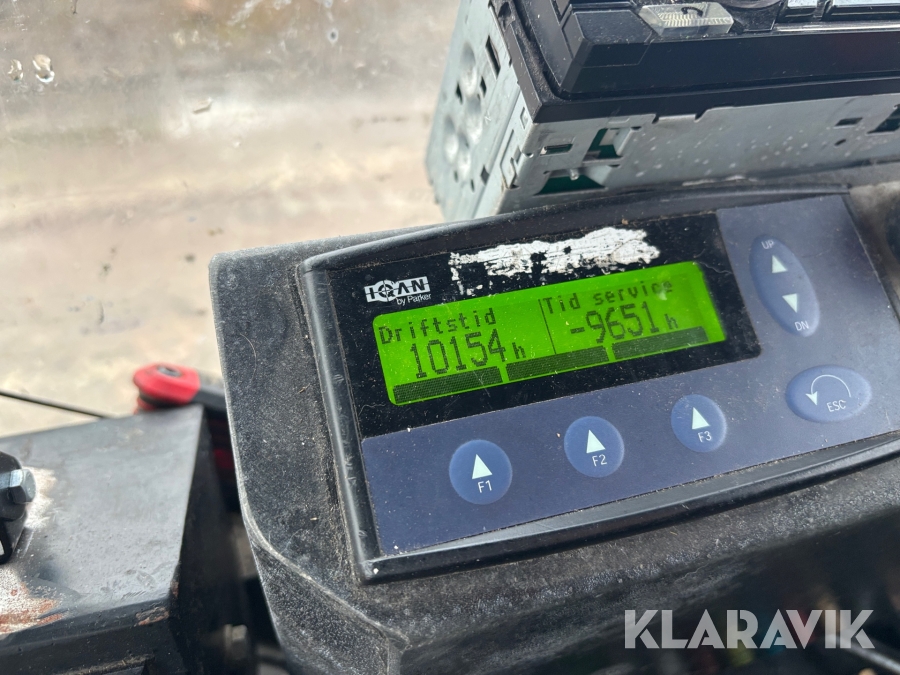 IQAN
by Parker
Driftstid
10154 h
Tid service
-9651 h
UP
DN
ESC
F1
F2
F3
KLARAVIK